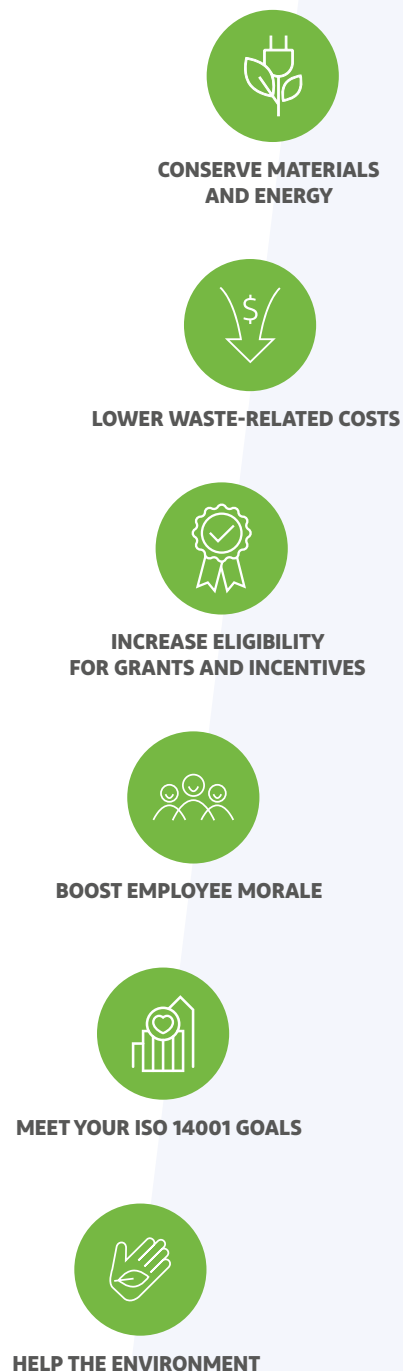 CONSERVE MATERIALS
AND ENERGY
$
LOWER WASTE-RELATED COSTS
INCREASE ELIGIBILITY
FOR GRANTS AND INCENTIVES
BOOST EMPLOYEE MORALE
MEET YOUR ISO 14001 GOALS
HELP THE ENVIRONMENT